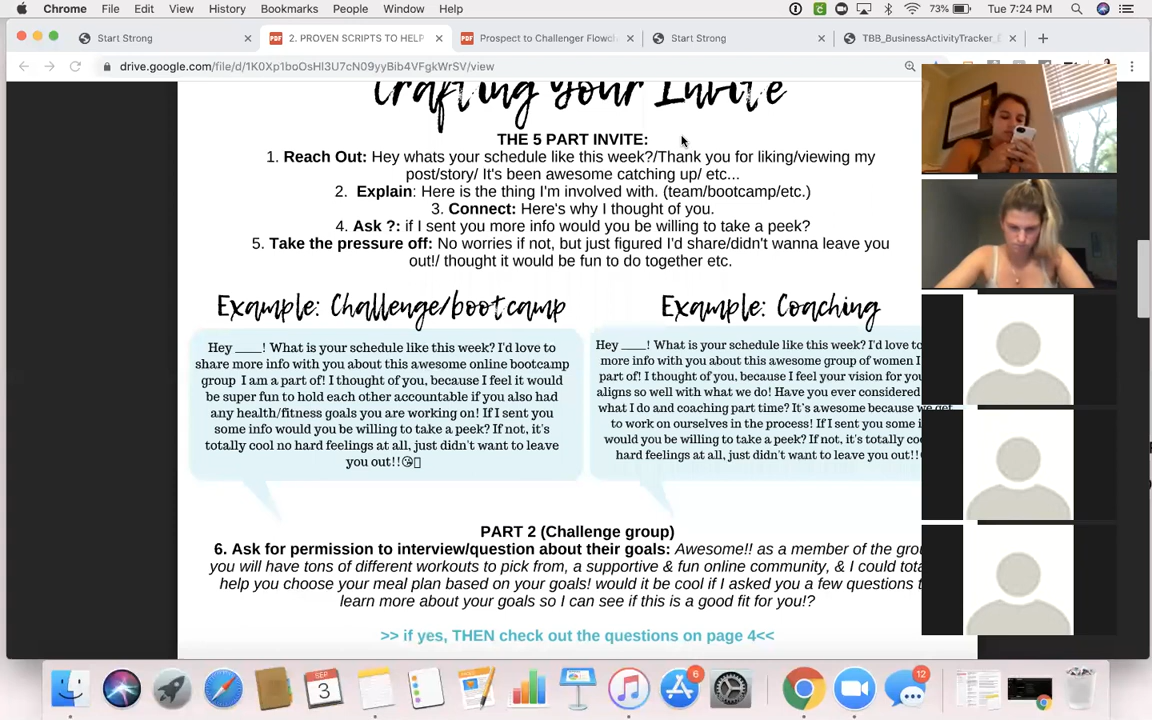 Chrome File Edit View History Bookmarks People Window Help 73% Tue 7:24 PM
Start Strong 2. PROVEN SCRIPTS TO HELP Prospect to Challenger Flowc Start Strong TBB_BusinessActivityTracker_
drive.google.com/file/d/1K0Xp1boOsHI3U7cN09yyBib4VFgkWrSV/view
Crafting Your Invite
THE 5 PART INVITE:
1. Reach Out: Hey whats your schedule like this week?/Thank you for liking/viewing my
post/story/ It's been awesome catching up/ etc...
2. Explain: Here is the thing I'm involved with. (team/bootcamp/etc.)
3. Connect: Here's why I thought of you.
4. Ask ?: if I sent you more info would you be willing to take a peek?
5. Take the pressure off: No worries if not, but just figured I'd share/didn't wanna leave you
out!/ thought it would be fun to do together etc.
Example: Challenge/bootcamp
Hey ____! What is your schedule like this week? I'd love to
share more info with you about this awesome online bootcamp
group I am a part of! I thought of you, because I feel it would
be super fun to hold each other accountable if you also had
any health/fitness goals you are working on! If I sent you
some info would you be willing to take a peek? If not, it's
totally cool no hard feelings at all, just didn't want to leave
you out!!😘
Example: Coaching
Hey ____! What is your schedule like this week? I'd love to
more info with you about this awesome group of women I
part of! I thought of you, because I feel your vision for you
aligns so well with what we do! Have you ever considered
what I do and coaching part time? It's awesome because we get
to work on ourselves in the process! If I sent you some i
would you be willing to take a peek? If not, it's totally coo
hard feelings at all, just didn't want to leave you out!!
PART 2 (Challenge group)
6. Ask for permission to interview/question about their goals: Awesome!! as a member of the grou
you will have tons of different workouts to pick from, a supportive & fun online community, & I could tota
help you choose your meal plan based on your goals! would it be cool if I asked you a few questions t
learn more about your goals so I can see if this is a good fit for you!?
>> if yes, THEN check out the questions on page 4<<
SEP
3
6
12